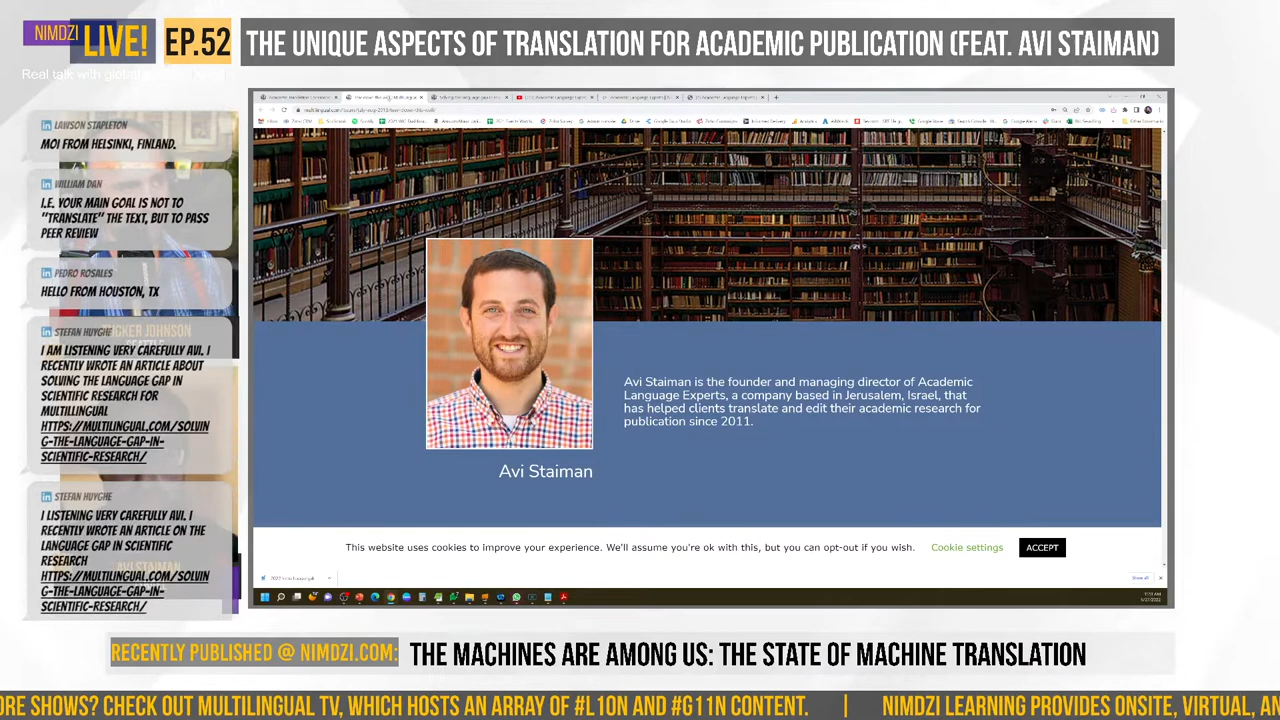 NIMDZI LIVE!
EP.52
THE UNIQUE ASPECTS OF TRANSLATION FOR ACADEMIC PUBLICATION (FEAT. AVI STAIMAN)
Real talk with global
LAWSON STAPLETON
MOI FROM HELSINKI, FINLAND.
WILLIAM DAN
I.E. YOUR MAIN GOAL IS NOT TO
"TRANSLATE" THE TEXT, BUT TO PASS
PEER REVIEW
PEDRO ROSALES
HELLO FROM HOUSTON, TX
STEFAN HUYGHE
I AM LISTENING VERY CAREFULLY AVI. I
RECENTLY WROTE AN ARTICLE ABOUT
SOLVING THE LANGUAGE GAP IN
SCIENTIFIC RESEARCH FOR
MULTILLINGUAL
HTTPS://MULTILINGUAL.COM/SOLVIN
G-THE-LANGUAGE-GAP-IN-
SCIENTIFIC-RESEARCH/
STEFAN HUYGHE
I LISTENING VERY CAREFULLY AVI. I
RECENTLY WROTE AN ARTICLE ON THE
LANGUAGE GAP IN SCIENTIFIC
RESEARCH
HTTPS://MULTILINGUAL.COM/SOLVIN
G-THE-LANGUAGE-GAP-IN-
SCIENTIFIC-RESEARCH/
Avi Staiman is the founder and managing director of Academic
Language Experts, a company based in Jerusalem, Israel, that
has helped clients translate and edit their academic research for
publication since 2011.
Avi Staiman
This website uses cookies to improve your experience. We'll assume you're ok with this, but you can opt-out if you wish. Cookie settings ACCEPT
Show all
RECENTLY PUBLISHED @ NIMDZI.COM: THE MACHINES ARE AMONG US: THE STATE OF MACHINE TRANSLATION
ORE SHOWS? CHECK OUT MULTILINGUAL TV, WHICH HOSTS AN ARRAY OF #L10N AND #G11N CONTENT. | NIMDZI LEARNING PROVIDES ONSITE, VIRTUAL, AN